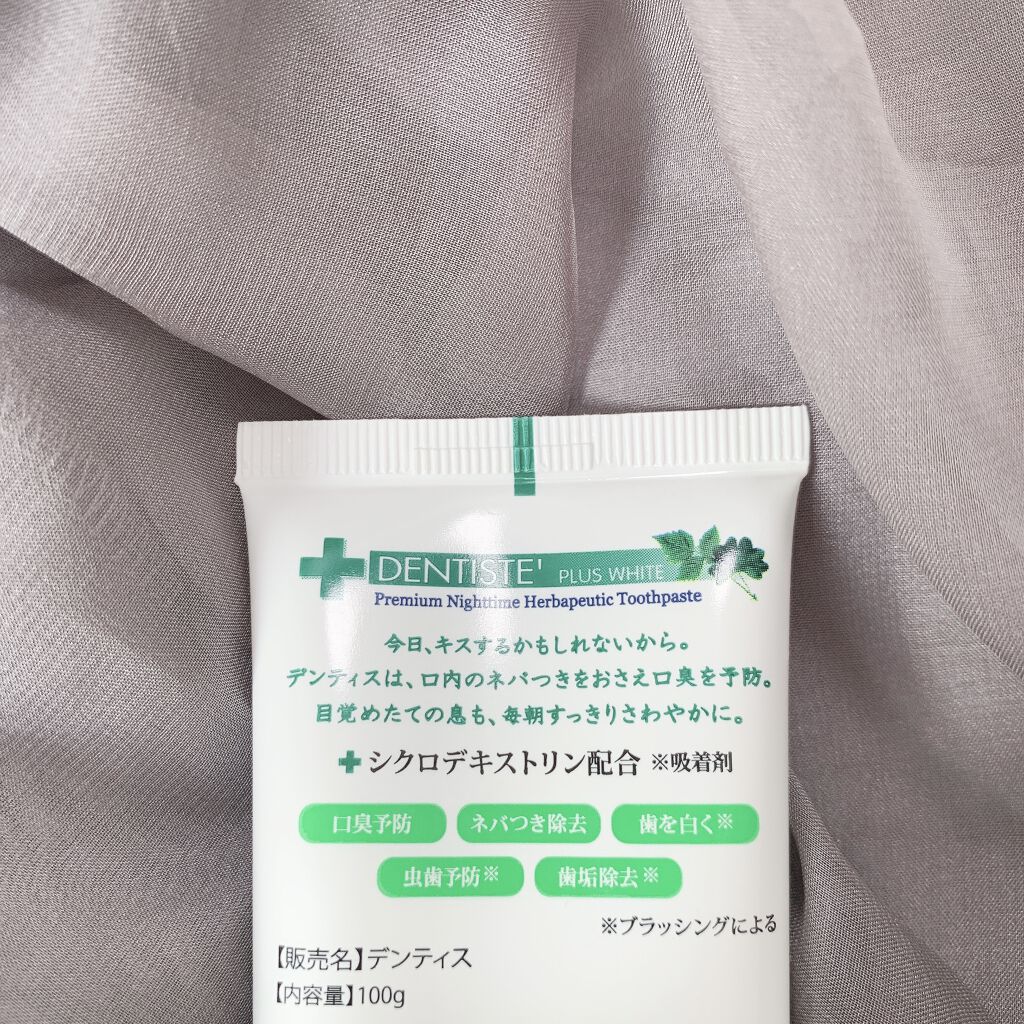 DENTISTE' PLUS WHITE
Premium Nighttime Herbapeutic Toothpaste
今日、キスするかもしれないから。
デンティスは、口内のネバつきをおさえ口臭を予防。
目覚めたての息も、毎朝すっきりさわやかに。
シクロデキストリン配合 ※吸着剤
口臭予防 ネバつき除去 歯を白く※
虫歯予防※ 歯垢除去※
※ブラッシングによる
【販売名】デンティス
【内容量】100g